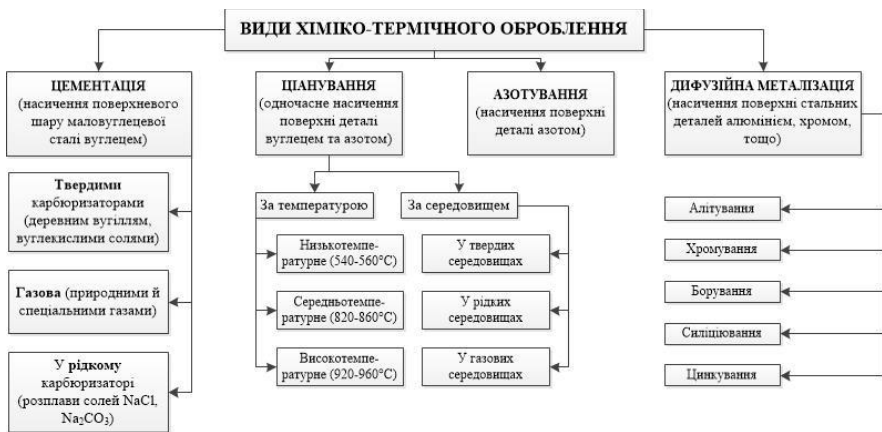 ВИДИ ХІМІКО-ТЕРМІЧНОГО ОБРОБЛЕННЯ
ЦЕМЕНТАЦІЯ
(насичення поверхневого
шару маловуглецевої
сталі вуглецем)
Твердими
карбюризаторами
(деревним вугіллям,
вуглекислими солями)
Газова (природними й
спеціальними газами)
У рідкому
карбюризаторі
(розплави солей NaCl,
Na₂CO₃)
ЦІАНУВАННЯ
(одночасне насичення
поверхні деталі
вуглецем та азотом)
За температурою
Низькотемпе-
ратурне (540-560°С)
Середньотемпе-
ратурне (820-860°С)
Високотемпе-
ратурне (920-960°С)
За середовищем
У твердих
середовищах
У рідких
середовищах
У газових
середовищах
АЗОТУВАННЯ
(насичення поверхні
деталі азотом)
ДИФУЗІЙНА МЕТАЛІЗАЦІЯ
(насичення поверхні стальних
деталей алюмінієм, хромом,
тощо)
Алітування
Хромування
Борування
Силіціювання
Цинкування